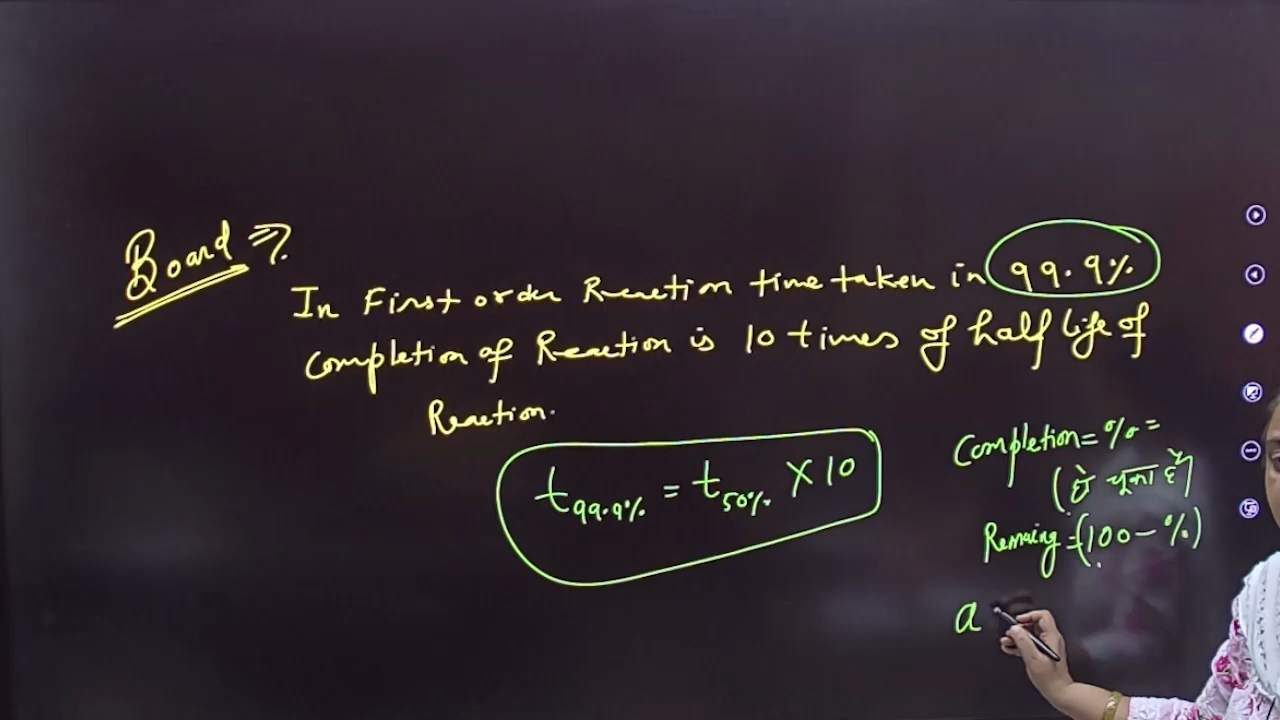 Board ⇒
In First order Reaction time taken in 99.9%
Completion of Reaction is 10 times of half life of
Reaction.
t99.9% = t50% × 10
Completion = % =
(हो चुका है)
Remaing = (100 - %)
a